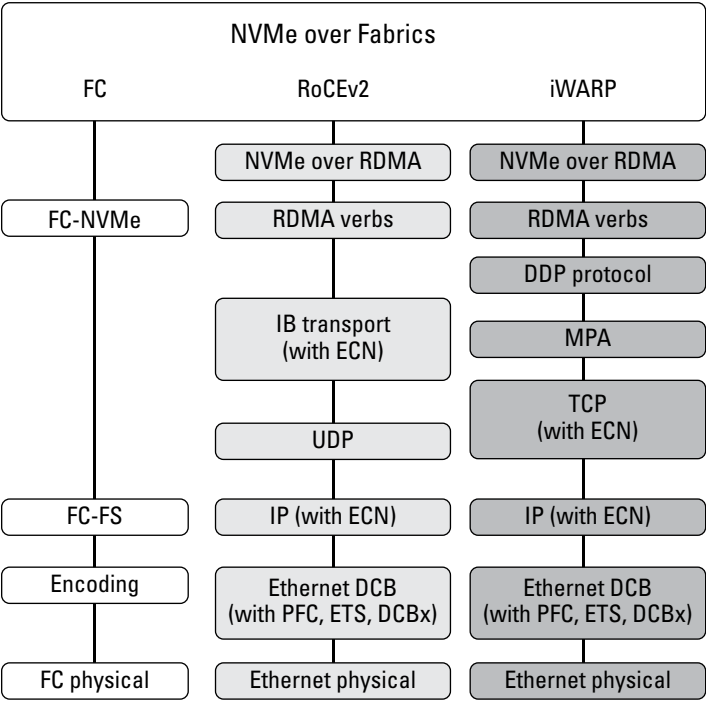 NVMe over Fabrics
FC
RoCEv2
iWARP
NVMe over RDMA
NVMe over RDMA
FC-NVMe
RDMA verbs
RDMA verbs
DDP protocol
IB transport
(with ECN)
MPA
TCP
(with ECN)
UDP
FC-FS
IP (with ECN)
IP (with ECN)
Encoding
Ethernet DCB
(with PFC, ETS, DCBx)
Ethernet DCB
(with PFC, ETS, DCBx)
FC physical
Ethernet physical
Ethernet physical